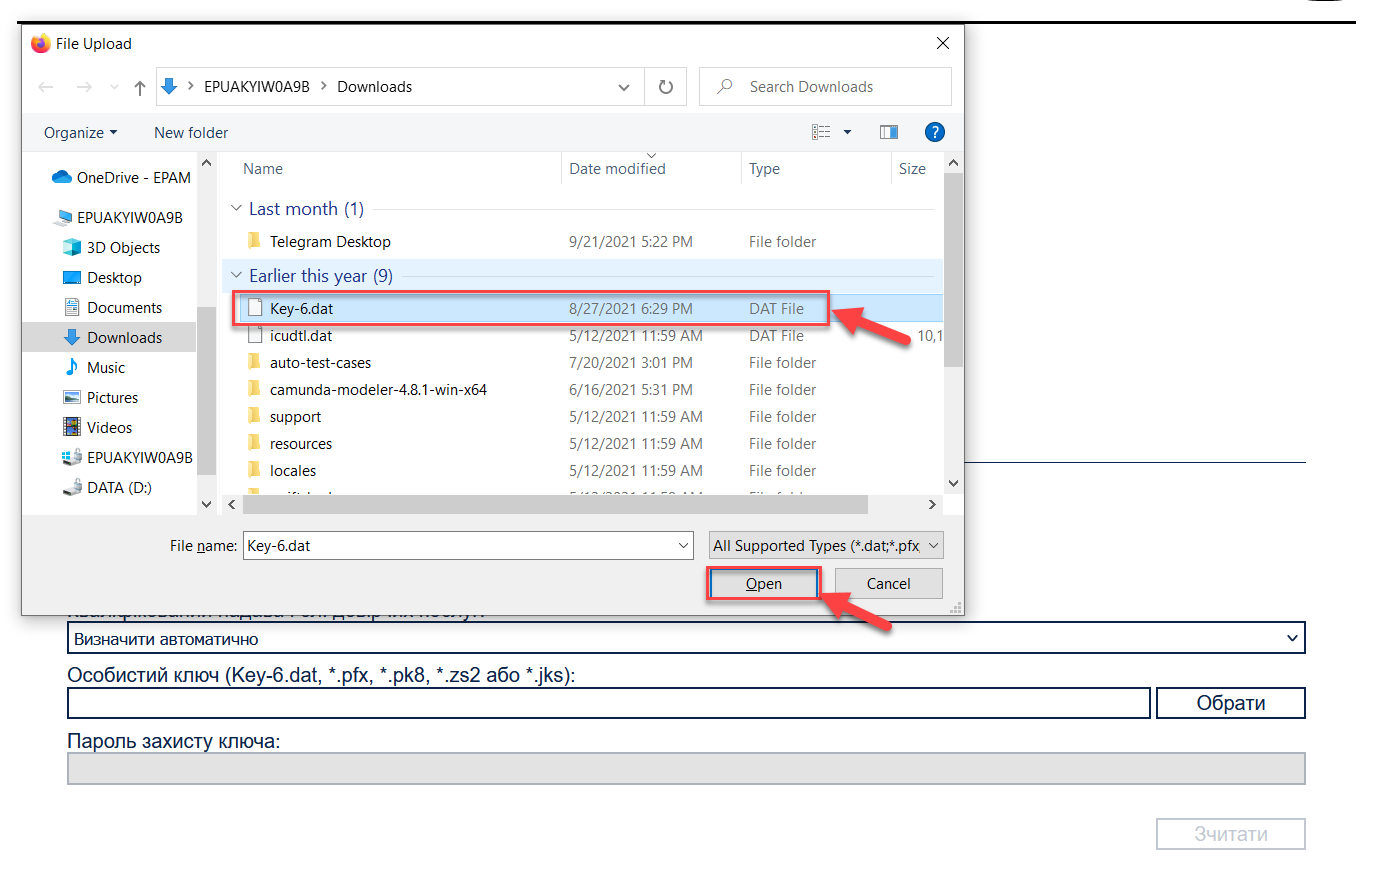 File Upload
EPUAKYIW0A9B
Downloads
Search Downloads
Organize
New folder
?
Name
Date modified
Type
Size
OneDrive - EPAM
EPUAKYIW0A9B
3D Objects
Desktop
Documents
Downloads
Music
Pictures
Videos
EPUAKYIW0A9B
DATA (D:)
Last month (1)
Telegram Desktop 9/21/2021 5:22 PM File folder
Earlier this year (9)
Key-6.dat 8/27/2021 6:29 PM DAT File
icudtl.dat 5/12/2021 11:59 AM DAT File 10,1
auto-test-cases 7/20/2021 3:01 PM File folder
camunda-modeler-4.8.1-win-x64 6/16/2021 5:31 PM File folder
support 5/12/2021 11:59 AM File folder
resources 5/12/2021 11:59 AM File folder
locales 5/12/2021 11:59 AM File folder
File name: Key-6.dat
All Supported Types (*.dat;*.pfx,
Open
Cancel
Визначити автоматично
Особистий ключ (Key-6.dat, *.pfx, *.pk8, *.zs2 або *.jks):
Обрати
Пароль захисту ключа:
Зчитати